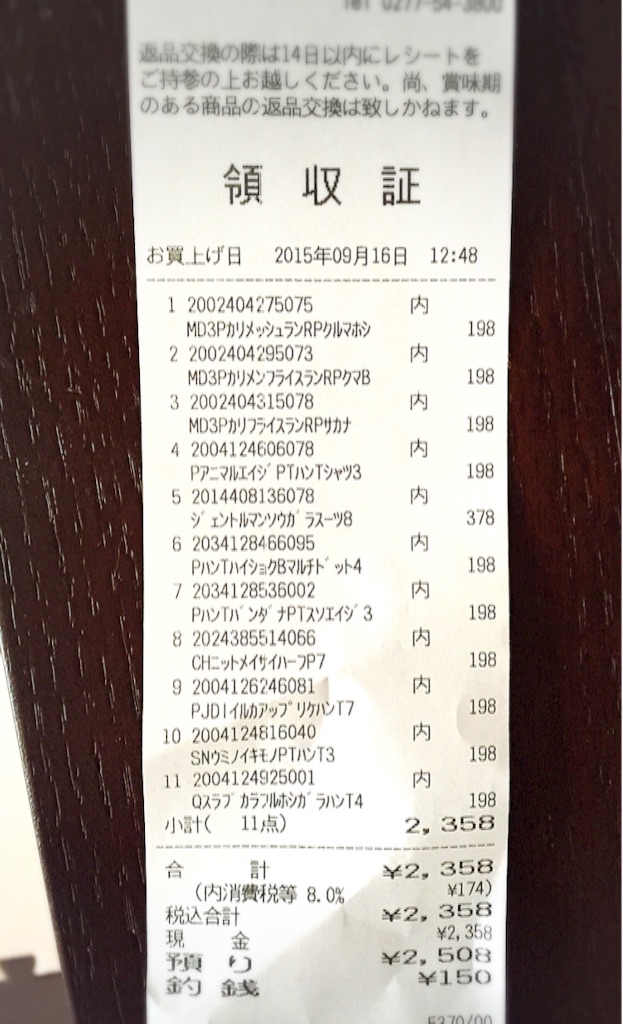 Tel 0277-54-3800
返品交換の際は14日以内にレシートを
ご持参の上お越しください。尚、賞味期
のある商品の返品交換は致しかねます。
領 収 証
お買上げ日 2015年09月16日 12:48
1 2002404275075 内
MD3PカリメッシュランRPクルマホシ 198
2 2002404295073 内
MD3PカリメンフライスランRPクマB 198
3 2002404315078 内
MD3PカリフライスランRPサカナ 198
4 2004124606078 内
PアニマルエイジPTハンTシャツ3 198
5 2014408136078 内
ジェントルマンソウガラスーツ8 378
6 2034128466095 内
PハンTハイショクBマルチドット4 198
7 2034128536002 内
PハンTバンダナPTスソエイジ3 198
8 2024385514066 内
CHニットメイサイハーフP7 198
9 2004126246081 内
PJDIイルカアップリケハンT7 198
10 2004124816040 内
SNウミノイキモノPTハンT3 198
11 2004124925001 内
QスラブカラフルホシガラハンT4 198
小計( 11点) 2,358
合 計 ¥2,358
(内消費税等 8.0% ¥174)
税込合計 ¥2,358
現 金 ¥2,358
預 り ¥2,508
釣 銭 ¥150